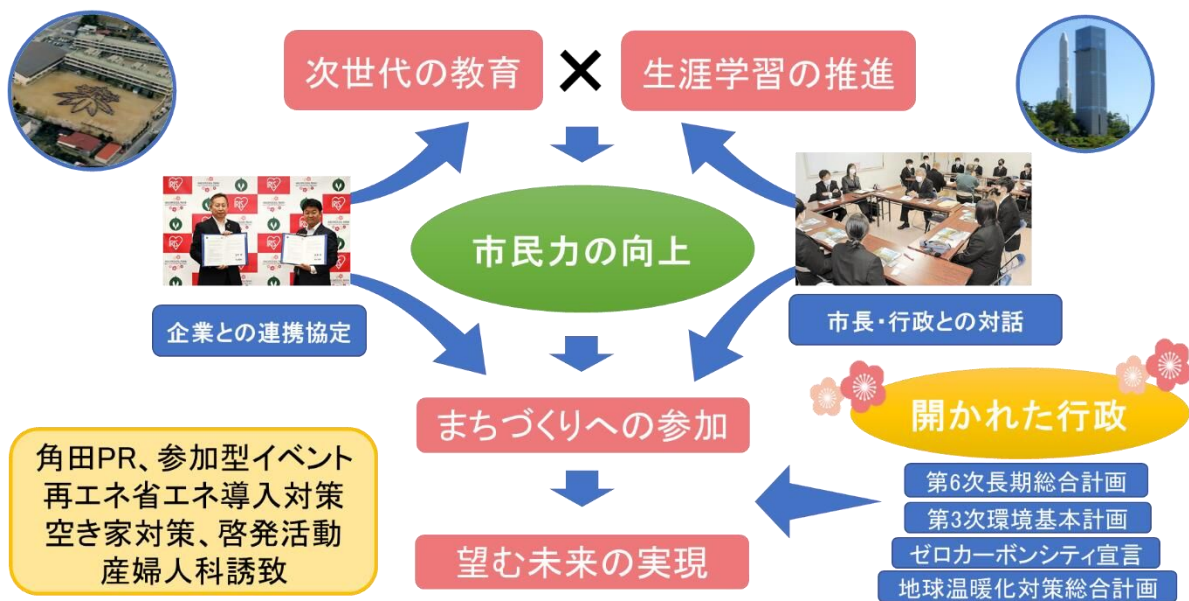 次世代の教育
×
生涯学習の推進
市民力の向上
企業との連携協定
市長・行政との対話
まちづくりへの参加
開かれた行政
角田PR、参加型イベント
再エネ省エネ導入対策
空き家対策、啓発活動
産婦人科誘致
第6次長期総合計画
第3次環境基本計画
ゼロカーボンシティ宣言
地球温暖化対策総合計画
望む未来の実現